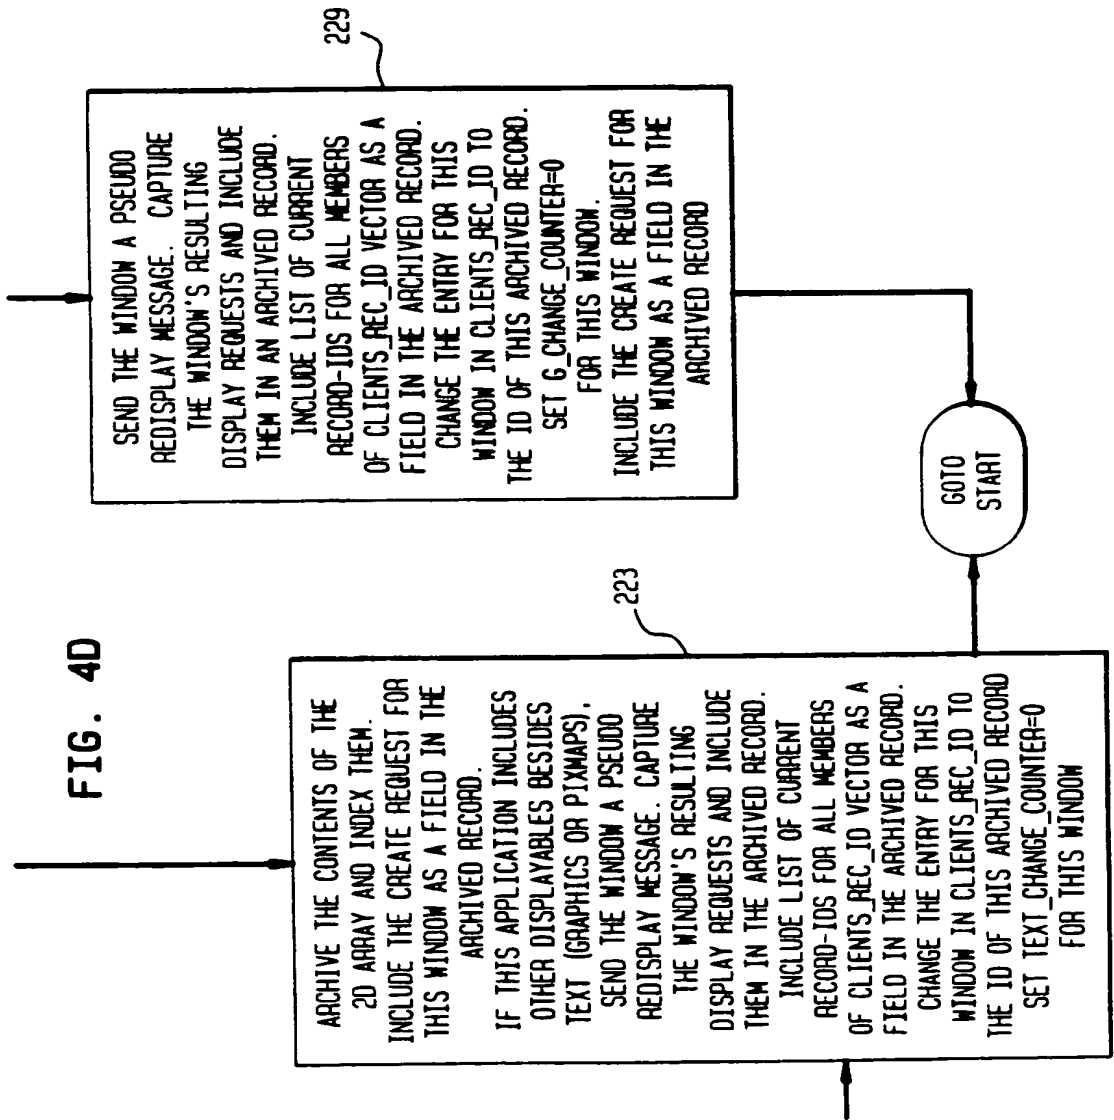 FIG. 4D
ARCHIVE THE CONTENTS OF THE
2D ARRAY AND INDEX THEM.
INCLUDE THE CREATE REQUEST FOR
THIS WINDOW AS A FIELD IN THE
ARCHIVED RECORD.
IF THIS APPLICATION INCLUDES
OTHER DISPLAYABLES BESIDES
TEXT (GRAPHICS OR PIXMAPS),
SEND THE WINDOW A PSEUDO
REDISPLAY MESSAGE. CAPTURE
THE WINDOW'S RESULTING
DISPLAY REQUESTS AND INCLUDE
THEM IN THE ARCHIVED RECORD.
INCLUDE LIST OF CURRENT
RECORD-IDS FOR ALL MEMBERS
OF CLIENTS_REC_ID VECTOR AS A
FIELD IN THE ARCHIVED RECORD.
CHANGE THE ENTRY FOR THIS
WINDOW IN CLIENTS_REC_ID TO
THE ID OF THIS ARCHIVED RECORD
SET TEXT_CHANGE_COUNTER=0
FOR THIS WINDOW
223
SEND THE WINDOW A PSEUDO
REDISPLAY MESSAGE. CAPTURE
THE WINDOW'S RESULTING
DISPLAY REQUESTS AND INCLUDE
THEM IN AN ARCHIVED RECORD.
INCLUDE LIST OF CURRENT
RECORD-IDS FOR ALL MEMBERS
OF CLIENTS_REC_ID VECTOR AS A
FIELD IN THE ARCHIVED RECORD.
CHANGE THE ENTRY FOR THIS
WINDOW IN CLIENTS_REC_ID TO
THE ID OF THIS ARCHIVED RECORD.
SET G_CHANGE_COUNTER=0
FOR THIS WINDOW.
INCLUDE THE CREATE REQUEST FOR
THIS WINDOW AS A FIELD IN THE
ARCHIVED RECORD
229
GOTO
START